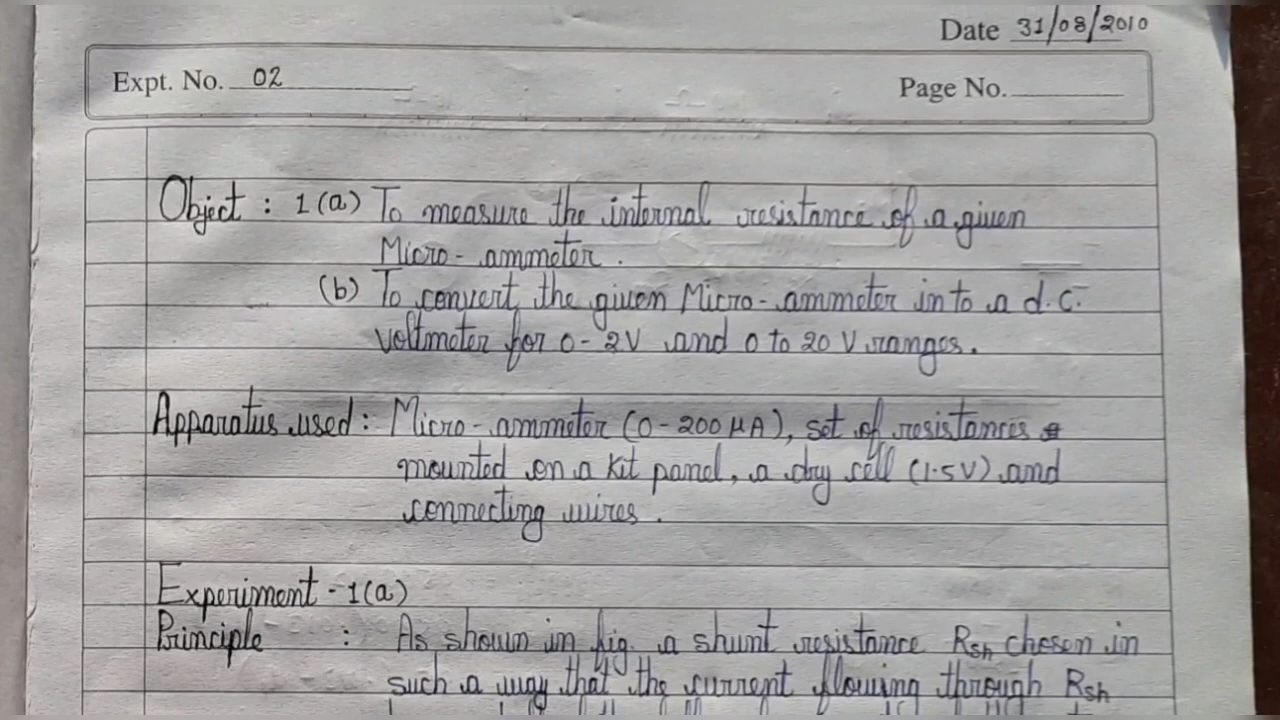 Date 31/08/2010
Expt. No. 02
Page No.
Object : 1(a) To measure the internal resistance of a given
Micro-ammeter.
(b) To convert the given Micro-ammeter in to a d.c.
voltmeter for 0-2V and 0 to 20 V ranges.
Apparatus used : Micro-ammeter (0-200 μA), set of resistances
mounted on a kit panel, a dry cell (1.5V) and
connecting wires.
Experiment - 1(a)
Principle : As shown in fig. a shunt resistance Rsh chosen in
such a way that the current flowing through Rsh